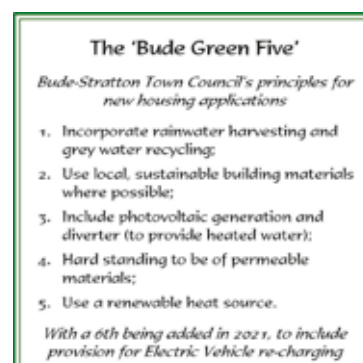 The 'Bude Green Five'
Bude-Stratton Town Council's principles for
new housing applications
1. Incorporate rainwater harvesting and
grey water recycling;
2. Use local, sustainable building materials
where possible;
3. Include photovoltaic generation and
diverter (to provide heated water);
4. Hard standing to be of permeable
materials;
5. Use a renewable heat source.
With a 6th being added in 2021, to include
provision for Electric Vehicle re-charging